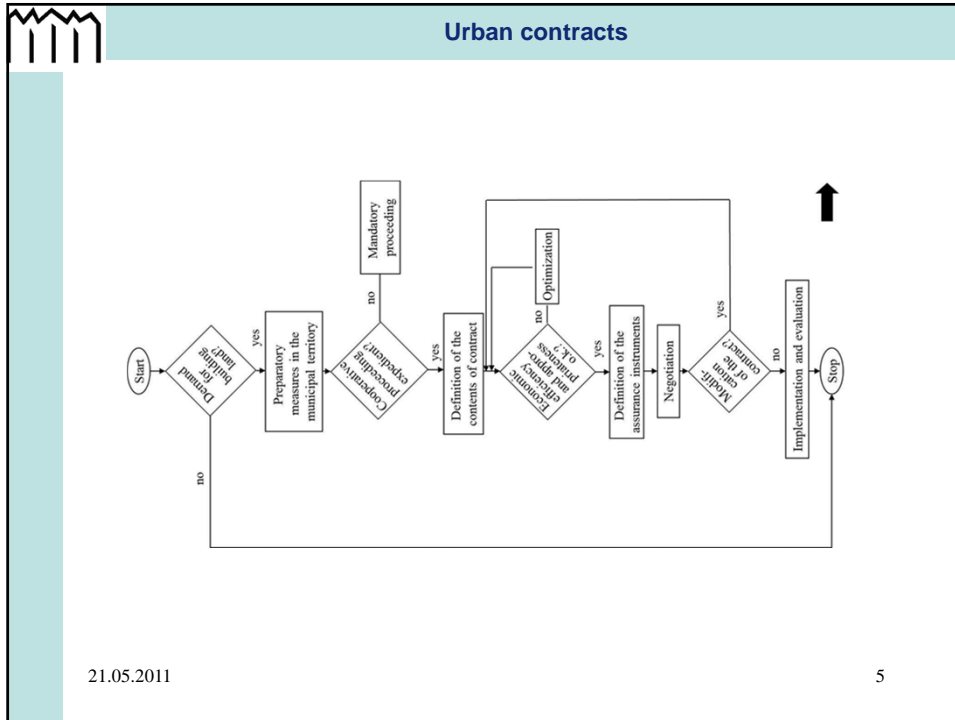 Urban contracts
Start
Demand
for
building
land?
yes
no
Preparatory
measures in the
municipal territory
Cooperative
proceeding
expedient?
no
Mandatory
proceeding
yes
Definition of the
contents of contract
Economic
efficiency
and appro-
priateness
o.k.?
no
Optimization
yes
Definition of the
assurance instruments
Negotiation
Modifi-
cation
of the
contract?
yes
no
Implementation and evaluation
Stop
21.05.2011
5